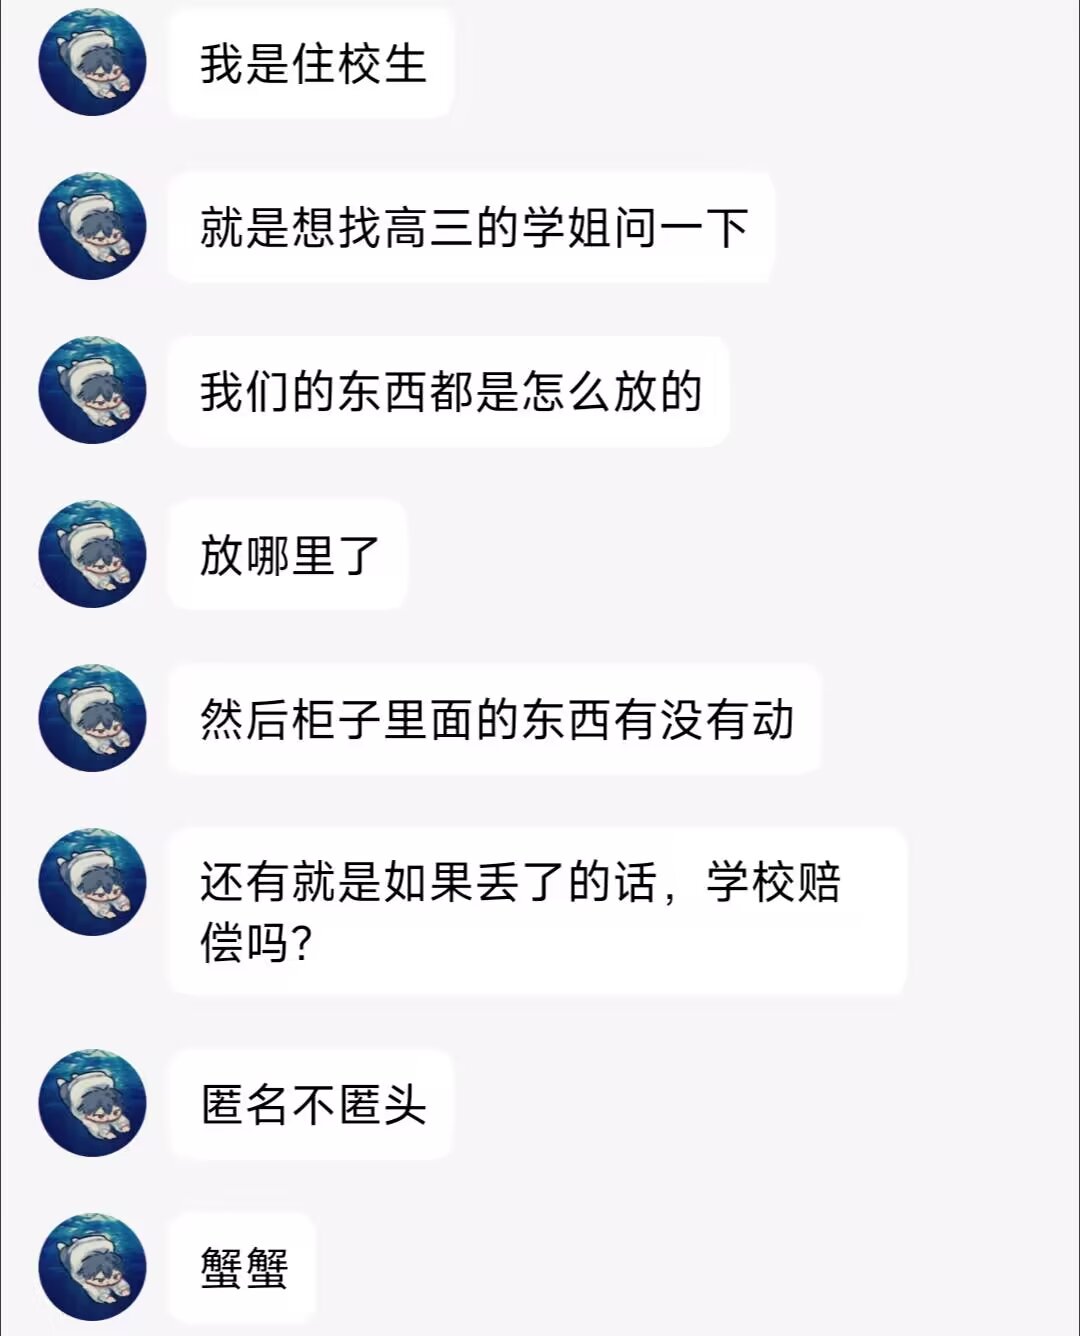 我是住校生
就是想找高三的学姐问一下
我们的东西都是怎么放的
放哪里了
然后柜子里面的东西有没有动
还有就是如果丢了的话，学校赔
偿吗？
匿名不匿头
蟹蟹